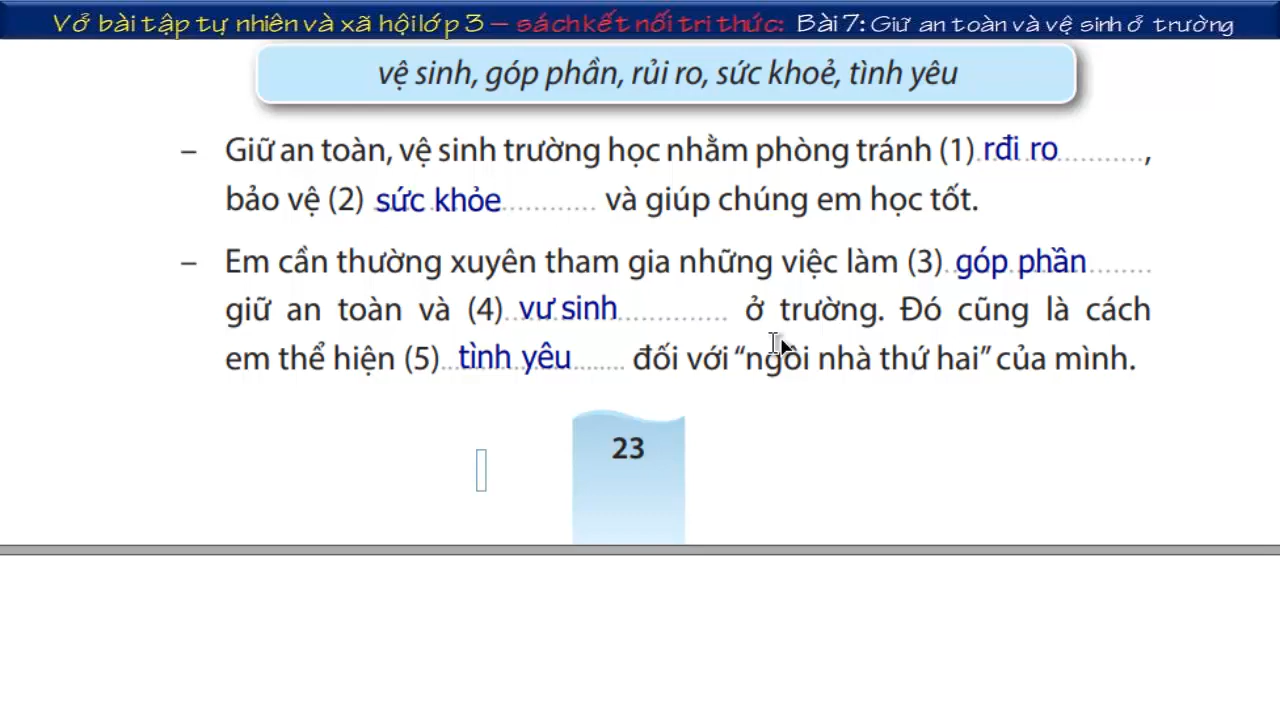 Vở bài tập tự nhiên và xã hội lớp 3 – sách kết nối tri thức: Bài 7: Giữ an toàn và vệ sinh ở trường
vệ sinh, góp phần, rủi ro, sức khoẻ, tình yêu
– Giữ an toàn, vệ sinh trường học nhằm phòng tránh (1) rđi ro ..........,
bảo vệ (2) sức khỏe ............ và giúp chúng em học tốt.
– Em cần thường xuyên tham gia những việc làm (3) góp phần ........
giữ an toàn và (4) vư sinh ............. ở trường. Đó cũng là cách
em thể hiện (5) tình yêu ....... đối với “ngôi nhà thứ hai” của mình.
23